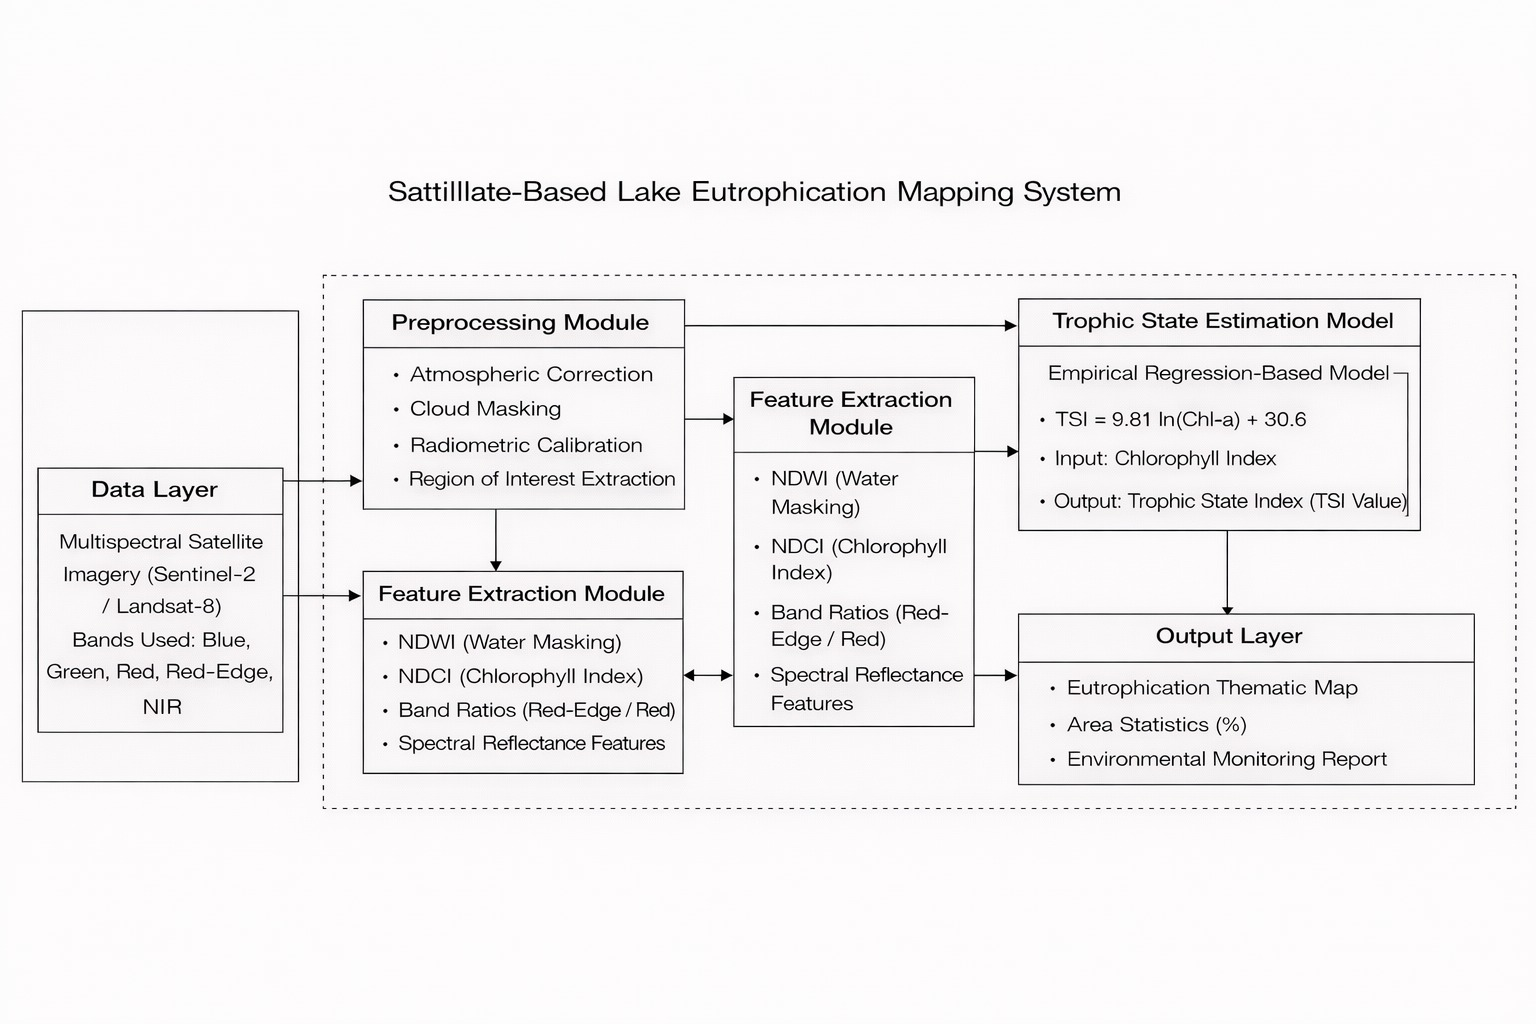 Sattilllate-Based Lake Eutrophication Mapping System
Data Layer
Multispectral Satellite
Imagery (Sentinel-2
/ Landsat-8)
Bands Used: Blue,
Green, Red, Red-Edge,
NIR
Preprocessing Module
• Atmospheric Correction
• Cloud Masking
• Radiometric Calibration
• Region of Interest Extraction
Feature Extraction Module
• NDWI (Water Masking)
• NDCI (Chlorophyll Index)
• Band Ratios (Red-Edge / Red)
• Spectral Reflectance Features
Feature Extraction
Module
• NDWI (Water
Masking)
• NDCI (Chlorophyll
Index)
• Band Ratios (Red-
Edge / Red)
• Spectral Reflectance
Features
Trophic State Estimation Model
Empirical Regression-Based Model
• TSI = 9.81 ln(Chl-a) + 30.6
• Input: Chlorophyll Index
• Output: Trophic State Index (TSI Value)
Output Layer
• Eutrophication Thematic Map
• Area Statistics (%)
• Environmental Monitoring Report